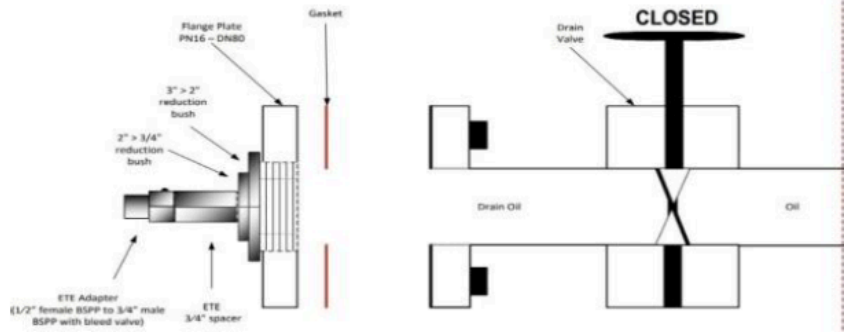 Flange Plate
PN16 – DN80
Gasket
3" > 2"
reduction
bush
2" > 3/4"
reduction
bush
ETE Adapter
(1/2" female BSPP to 3/4" male
BSPP with bleed valve)
ETE
3/4" spacer
CLOSED
Drain
Valve
Drain Oil
Oil